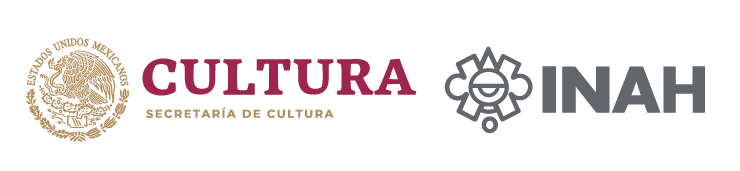 ESTADOS UNIDOS MEXICANOS
CULTURA
SECRETARÍA DE CULTURA
INAH